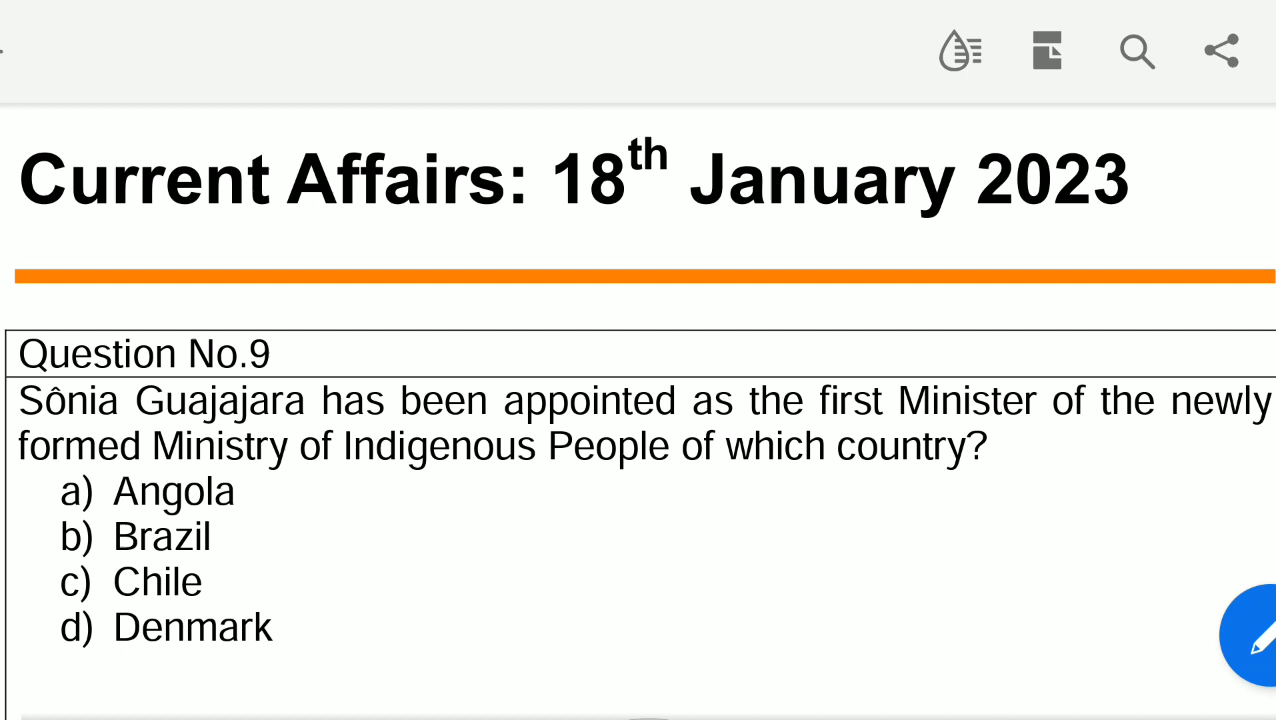 Current Affairs: 18th January 2023
Question No.9
Sônia Guajajara has been appointed as the first Minister of the newly
formed Ministry of Indigenous People of which country?
a) Angola
b) Brazil
c) Chile
d) Denmark